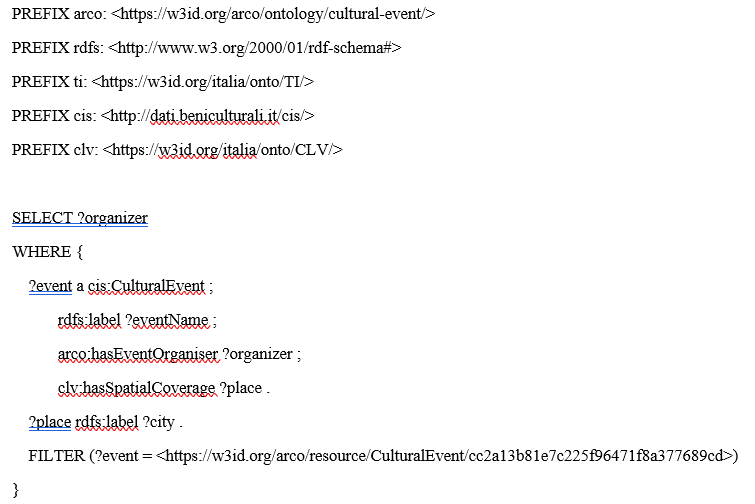 PREFIX arco: <https://w3id.org/arco/ontology/cultural-event/>
PREFIX rdfs: <http://www.w3.org/2000/01/rdf-schema#>
PREFIX ti: <https://w3id.org/italia/onto/TI/>
PREFIX cis: <http://dati.beniculturali.it/cis/>
PREFIX clv: <https://w3id.org/italia/onto/CLV/>
SELECT ?organizer
WHERE {
?event a cis:CulturalEvent ;
rdfs:label ?eventName ;
arco:hasEventOrganiser ?organizer ;
clv:hasSpatialCoverage ?place .
?place rdfs:label ?city .
FILTER (?event = <https://w3id.org/arco/resource/CulturalEvent/cc2a13b81e7c225f96471f8a377689cd>)
}